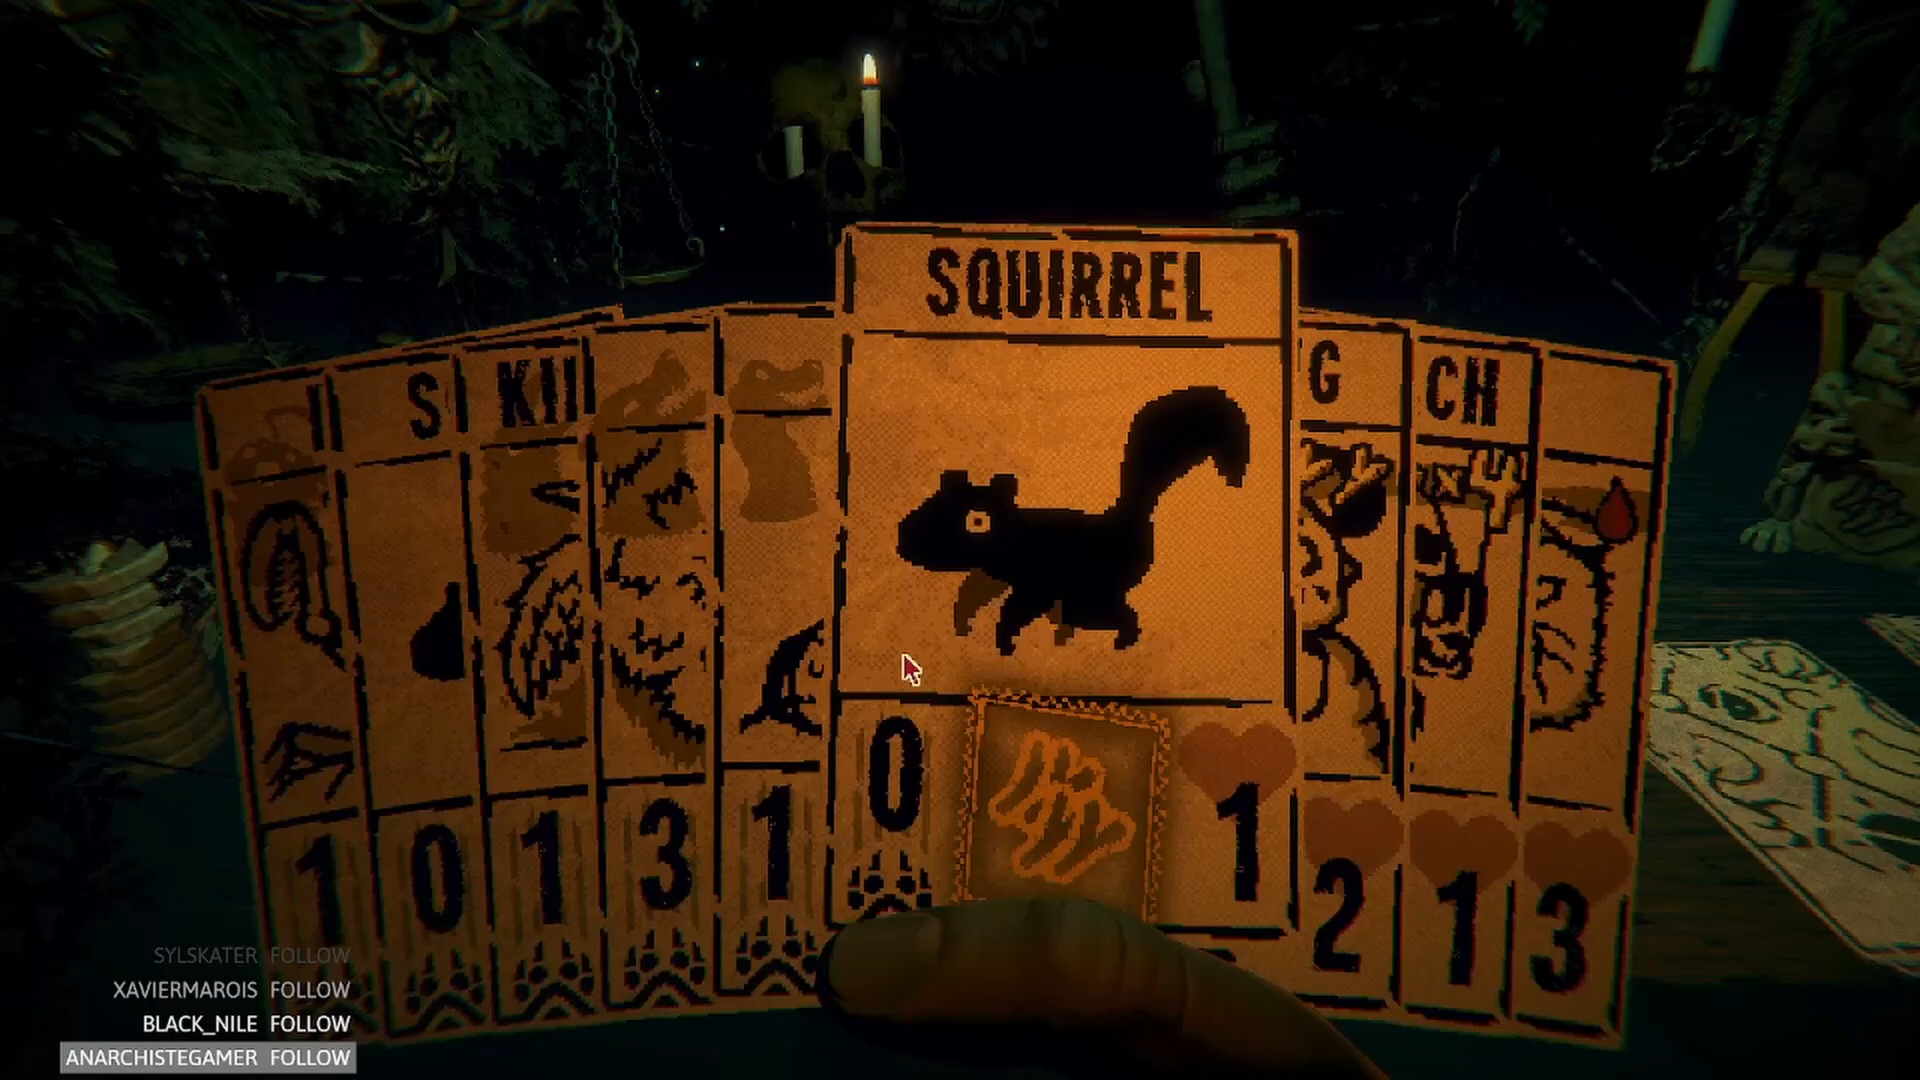 SQUIRREL
S
KII
G
CH
1
0
1
3
1
0
1
2
1
3
SYLSKATER FOLLOW
XAVIERMAROIS FOLLOW
BLACK_NILE FOLLOW
ANARCHISTEGAMER FOLLOW